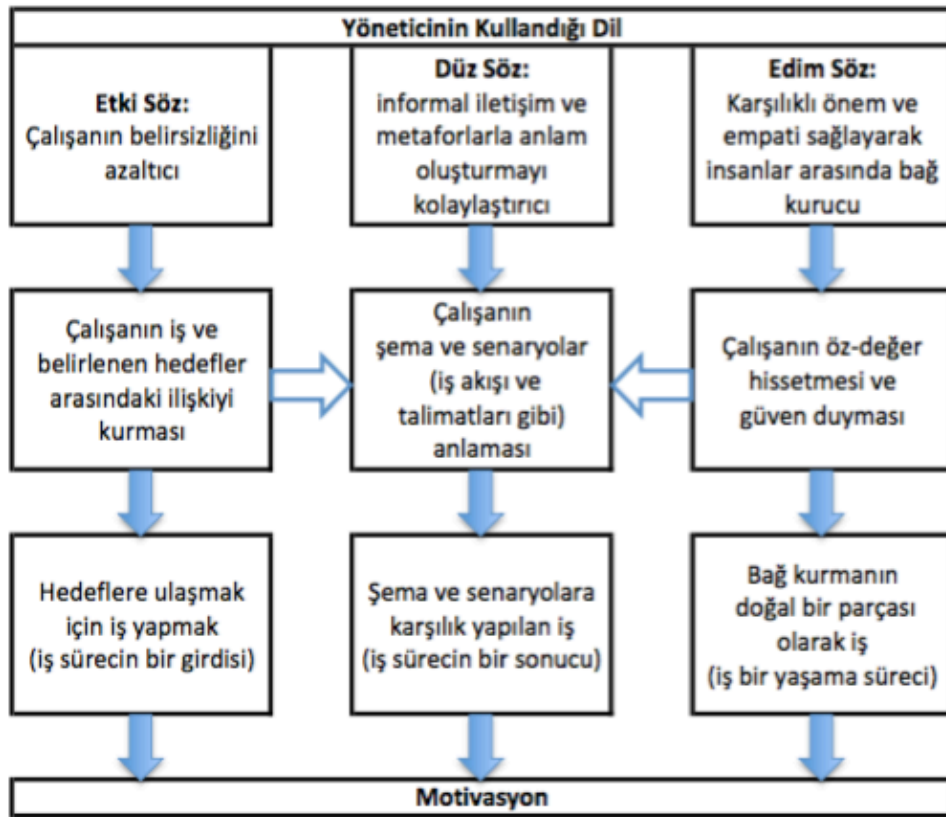 Yöneticinin Kullandığı Dil
Etki Söz:
Çalışanın belirsizliğini
azaltıcı
Düz Söz:
informal iletişim ve
metaforlarla anlam
oluşturmayı
kolaylaştırıcı
Edim Söz:
Karşılıklı önem ve
empati sağlayarak
insanlar arasında bağ
kurucu
Çalışanın iş ve
belirlenen hedefler
arasındaki ilişkiyi
kurması
Çalışanın
şema ve senaryolar
(iş akışı ve
talimatları gibi)
anlaması
Çalışanın öz-değer
hissetmesi ve
güven duyması
Hedeflere ulaşmak
için iş yapmak
(iş sürecin bir girdisi)
Şema ve senaryolara
karşılık yapılan iş
(iş sürecin bir sonucu)
Bağ kurmanın
doğal bir parçası
olarak iş
(iş bir yaşama süreci)
Motivasyon